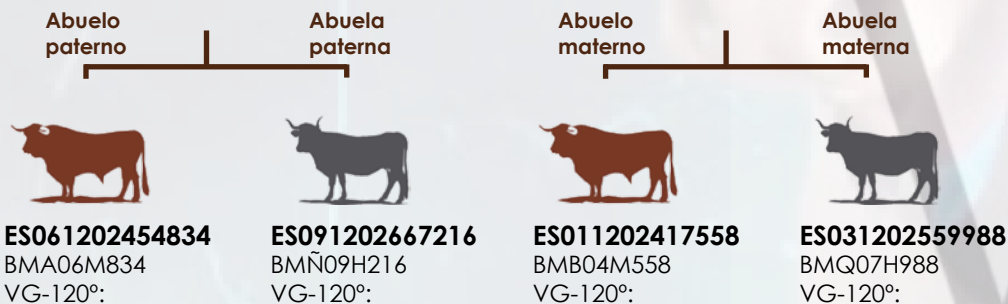 Abuelo
paterno
Abuela
paterna
Abuelo
materno
Abuela
materna
ES061202454834
BMA06M834
VG-120º:
ES091202667216
BMÑ09H216
VG-120º:
ES011202417558
BMB04M558
VG-120º:
ES031202559988
BMQ07H988
VG-120º: